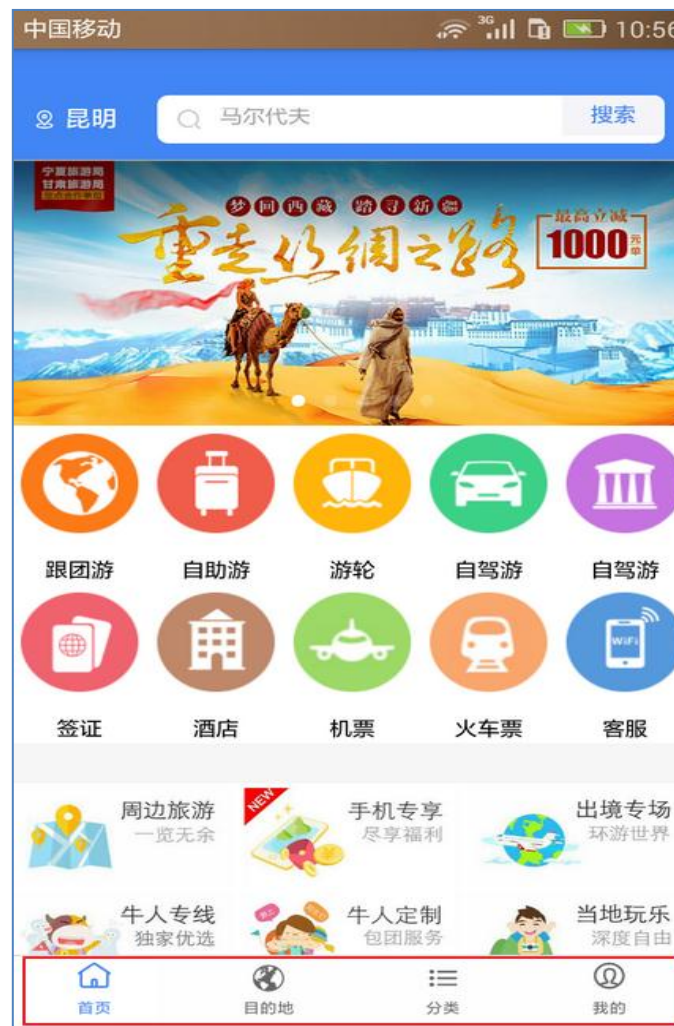 中国移动 3G 10:56
昆明 马尔代夫 搜索
宁夏旅游局
甘肃旅游局
梦回西藏 踏寻新疆
重走丝绸之路
最高立减
1000元/单
跟团游 自助游 游轮 自驾游 自驾游
WiFi
签证 酒店 机票 火车票 客服
NEW
周边旅游 手机专享 出境专场
一览无余 尽享福利 环游世界
牛人专线 牛人定制 当地玩乐
独家优选 包团服务 深度自由
首页 目的地 分类 我的